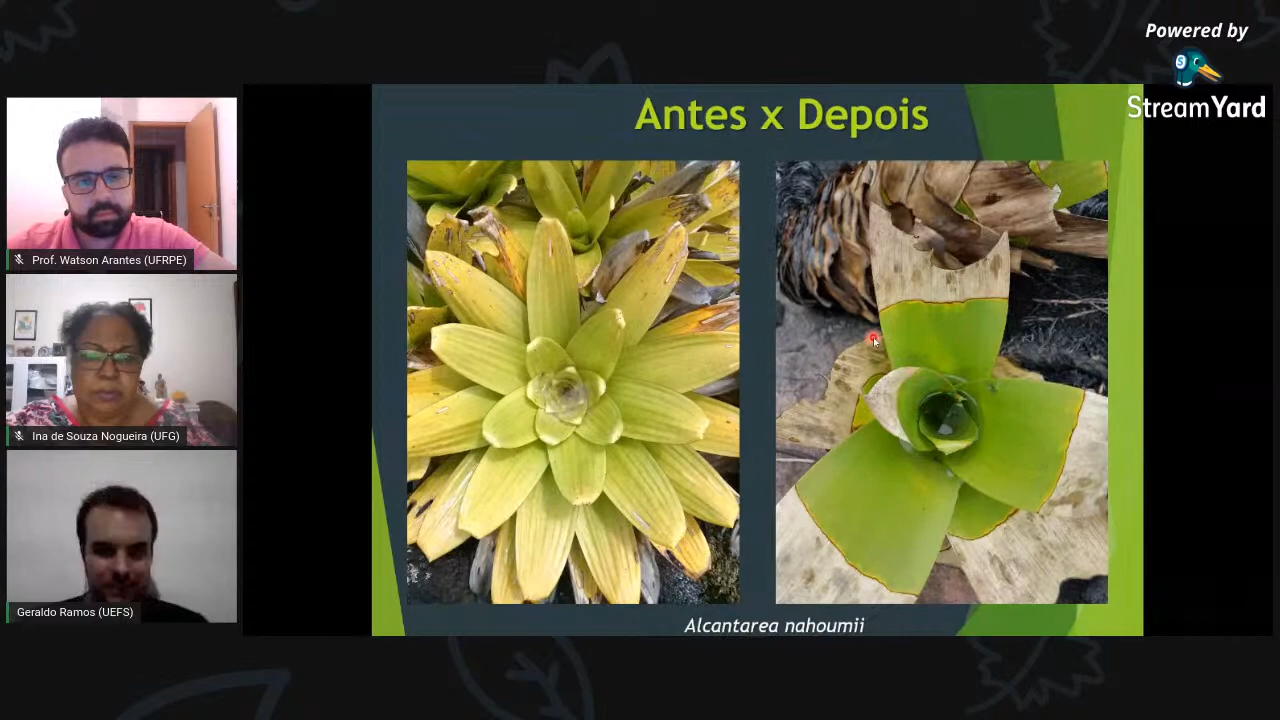 Powered by
StreamYard
Antes x Depois
Prof. Watson Arantes (UFRPE)
Ina de Souza Nogueira (UFG)
Geraldo Ramos (UEFS)
Alcantarea nahoumii